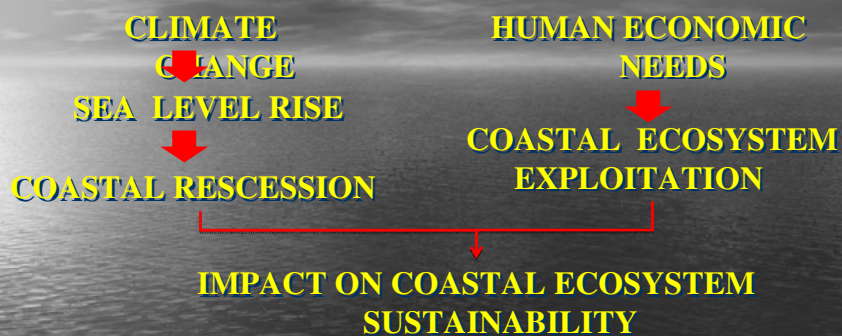 CLIMATE
CHANGE
SEA LEVEL RISE
COASTAL RESCESSION
HUMAN ECONOMIC
NEEDS
COASTAL ECOSYSTEM
EXPLOITATION
IMPACT ON COASTAL ECOSYSTEM
SUSTAINABILITY